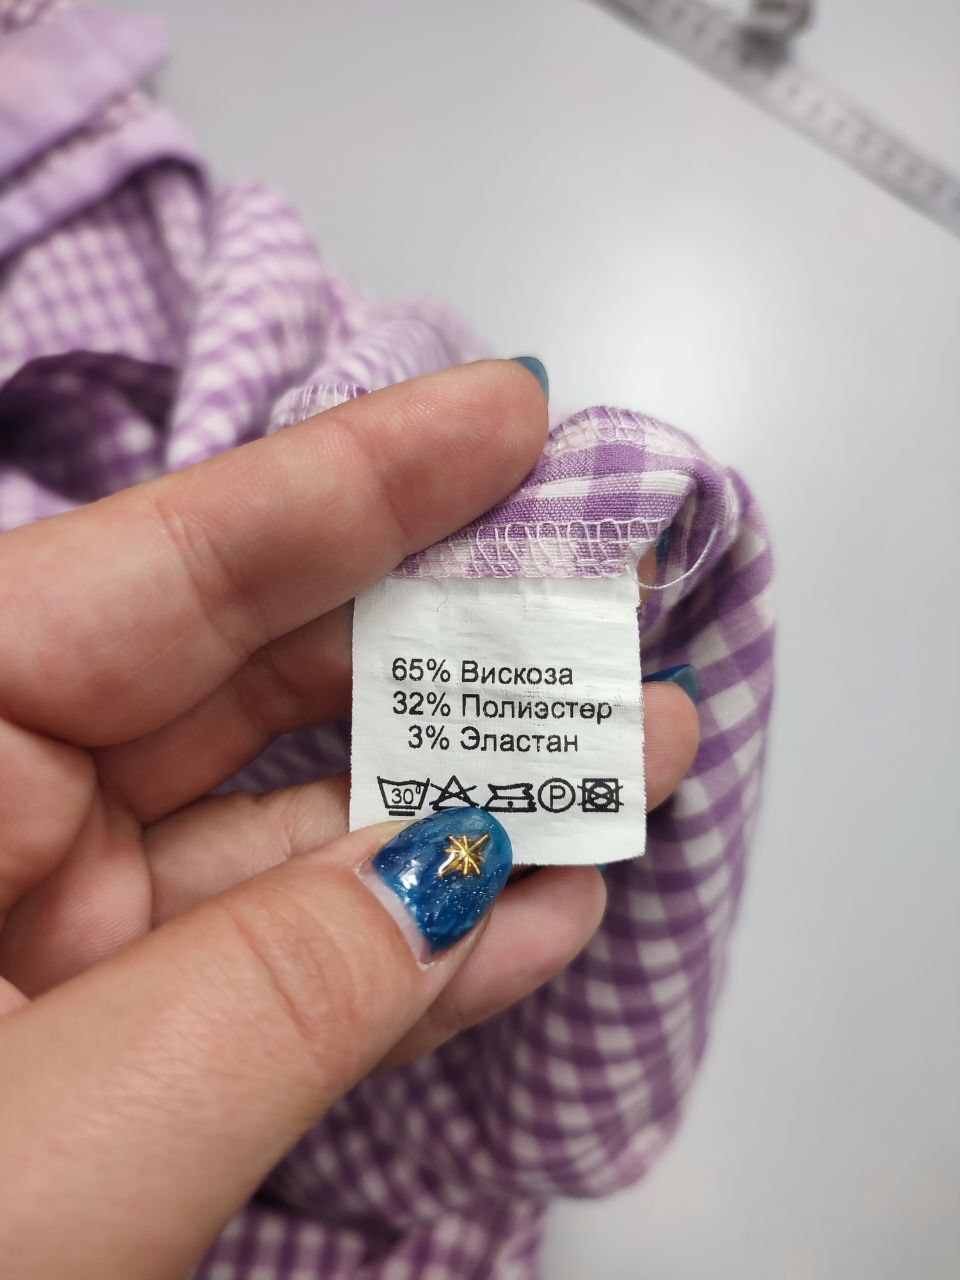 65% Вискоза
32% Полиэстер
3% Эластан
30° P